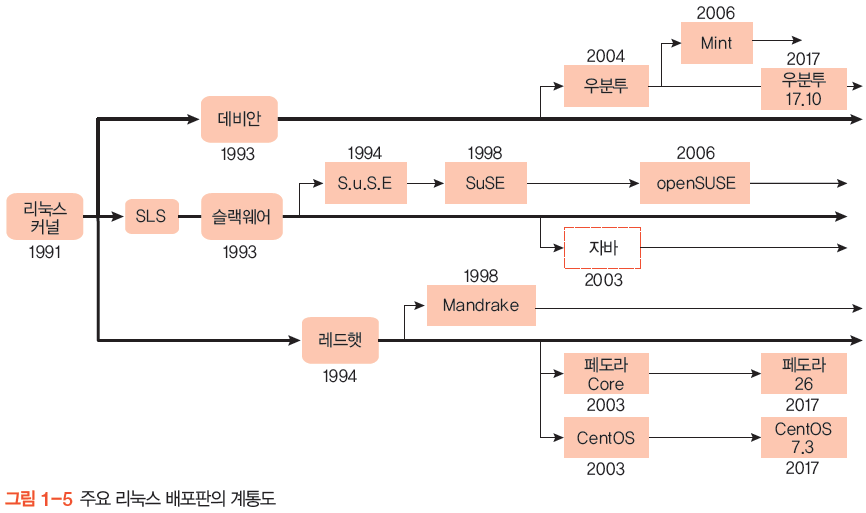 2006
Mint
2004
우분투
2017
우분투
17.10
데비안
1993
1994
S.u.S.E
1998
SuSE
2006
openSUSE
리눅스
커널
1991
SLS
슬랙웨어
1993
자바
2003
1998
Mandrake
레드햇
1994
페도라
Core
2003
페도라
26
2017
CentOS
2003
CentOS
7.3
2017
그림 1-5 주요 리눅스 배포판의 계통도